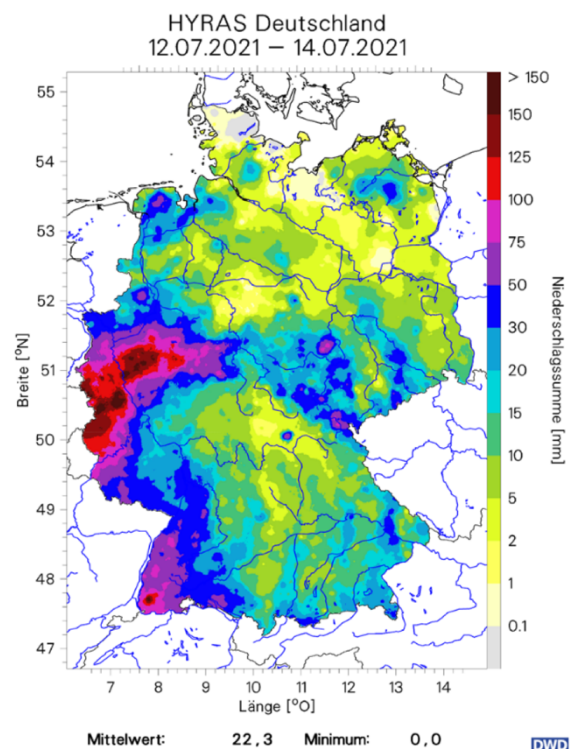 HYRAS Deutschland
12.07.2021 – 14.07.2021
55
54
53
52
51
50
49
48
47
Breite [°N]
7 8 9 10 11 12 13 14
Länge [°O]
> 150
150
125
100
75
50
30
20
15
10
5
2
1
0.1
Niederschlagssumme [mm]
Mittelwert: 22,3 Minimum: 0,0
DWD